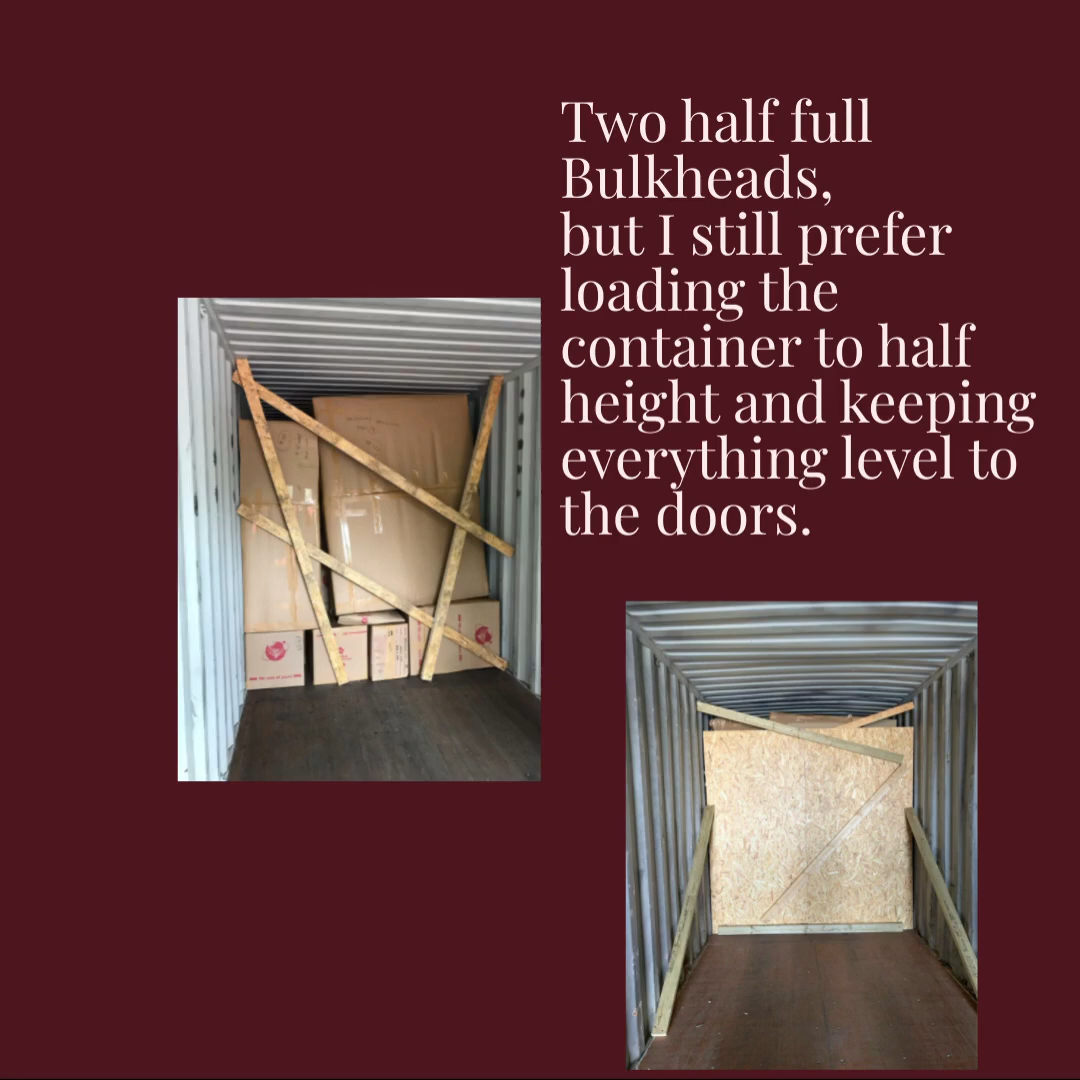 Two half full
Bulkheads,
but I still prefer
loading the
container to half
height and keeping
everything level to
the doors.